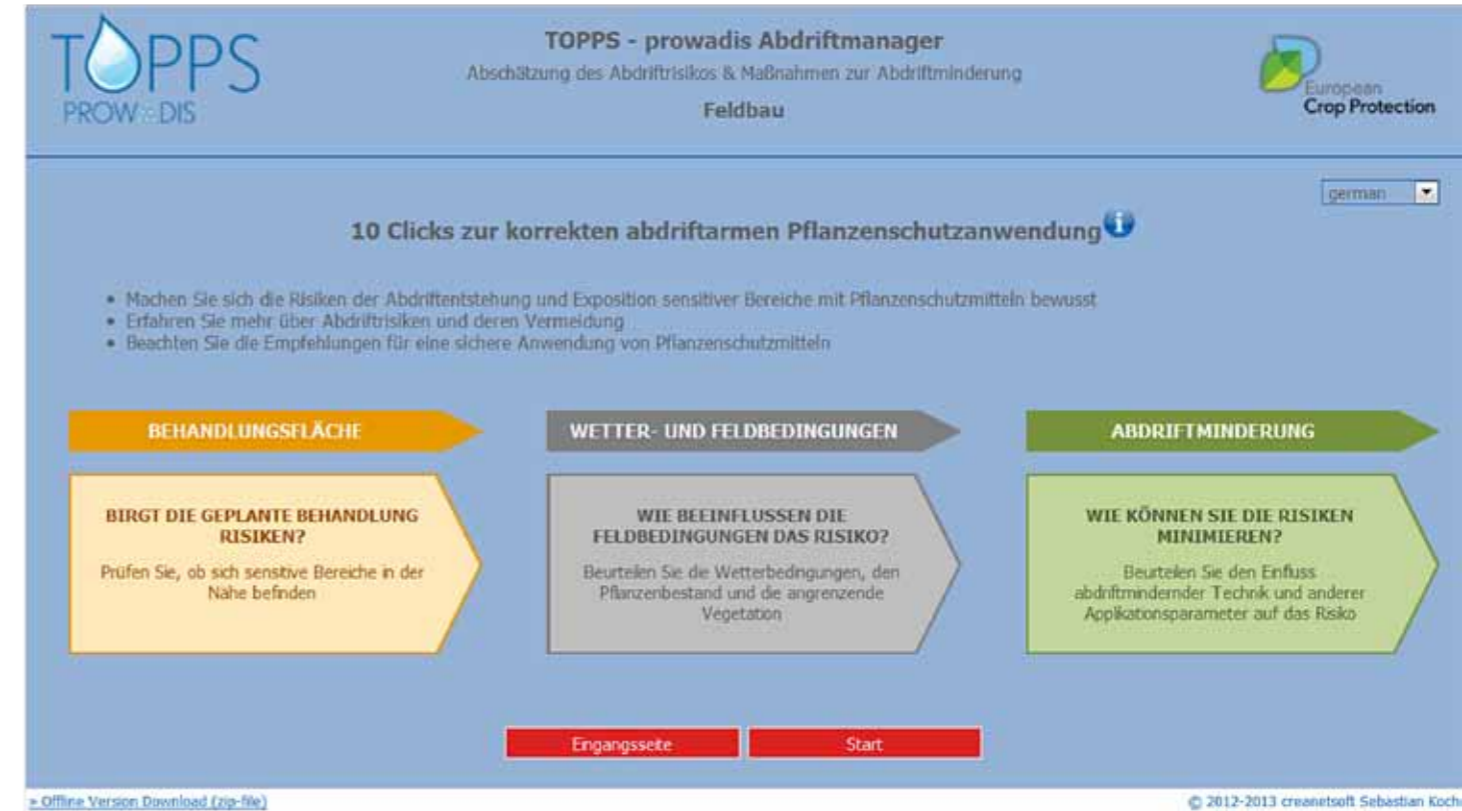 TOPPS
PROWADIS
TOPPS - prowadis Abdriftmanager
Abschätzung des Abdriftrisikos & Maßnahmen zur Abdriftminderung
Feldbau
European
Crop Protection
german
10 Clicks zur korrekten abdriftarmen Pflanzenschutzanwendung
• Machen Sie sich die Risiken der Abdriftentstehung und Exposition sensitiver Bereiche mit Pflanzenschutzmitteln bewusst
• Erfahren Sie mehr über Abdriftrisiken und deren Vermeidung
• Beachten Sie die Empfehlungen für eine sichere Anwendung von Pflanzenschutzmitteln
BEHANDLUNGSFLÄCHE
BIRGT DIE GEPLANTE BEHANDLUNG
RISIKEN?
Prüfen Sie, ob sich senstive Bereiche in der
Nähe befinden
WETTER- UND FELDBEDINGUNGEN
WIE BEEINFLUSSEN DIE
FELDBEDINGUNGEN DAS RISIKO?
Beurteilen Sie die Wetterbedingungen, den
Pflanzenbestand und die angrenzende
Vegetation
ABDRIFTMINDERUNG
WIE KÖNNEN SIE DIE RISIKEN
MINIMIEREN?
Beurteilen Sie den Einfluss
abdriftmindernder Technik und anderer
Applikationsparameter auf das Risiko
Eingangsseite
Start
» Offline Version Download (zip-file)
© 2012-2013 creanetsoft Sebastian Koch